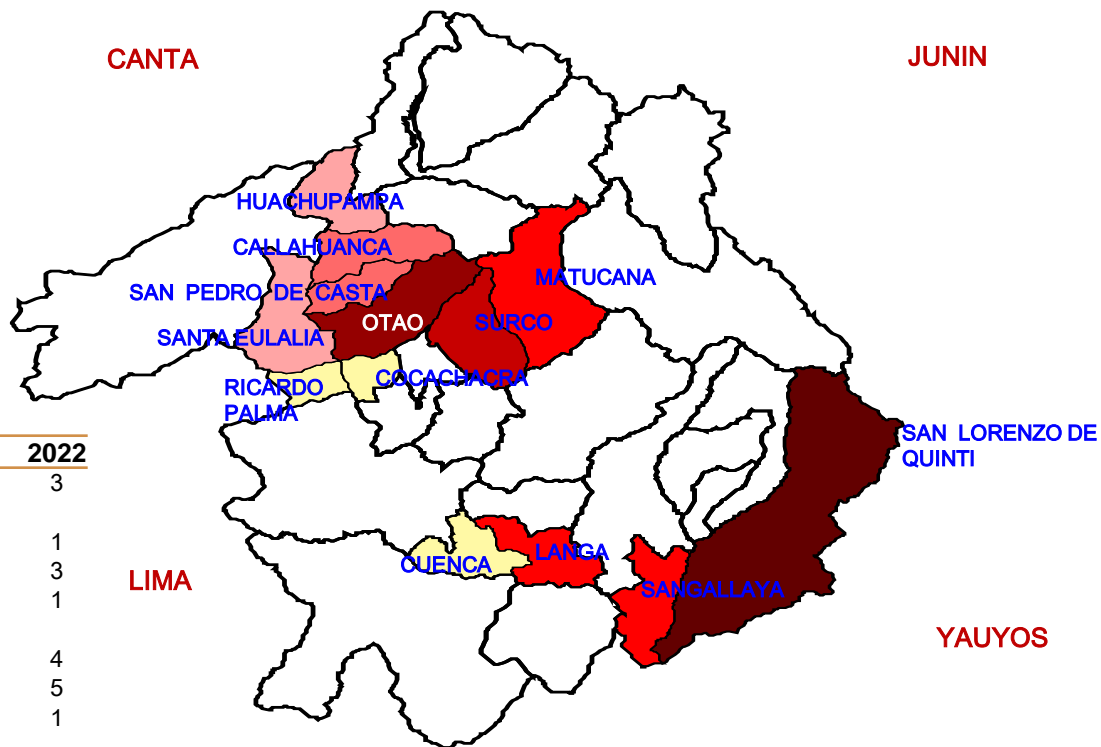 CANTA
JUNIN
HUACHUPAMPA
CALLAHUANCA
MATUCANA
SAN PEDRO DE CASTA
OTAO
SURCO
SANTA EULALIA
COCACHACRA
RICARDO
PALMA
SAN LORENZO DE
QUINTI
2022
3
1
3
1
4
5
1
LANGA
CUENCA
LIMA
SANGALLAYA
YAUYOS